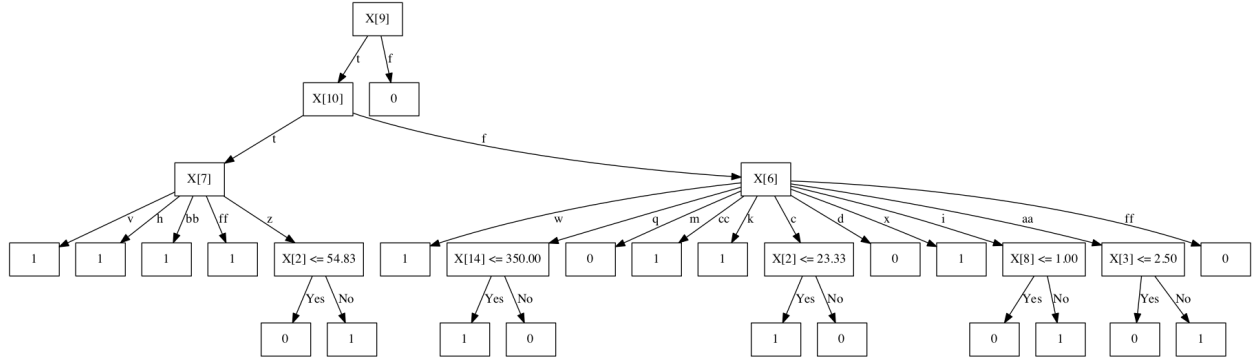 X[9]
t
f
X[10]
0
t
f
X[7]
X[6]
v
h
bb
ff
z
w
q
m
cc
k
c
d
x
i
aa
ff
1
1
1
1
X[2] <= 54.83
1
X[14] <= 350.00
0
1
1
X[2] <= 23.33
0
1
X[8] <= 1.00
X[3] <= 2.50
0
Yes
No
Yes
No
Yes
No
Yes
No
Yes
No
0
1
1
0
1
0
0
1
0
1